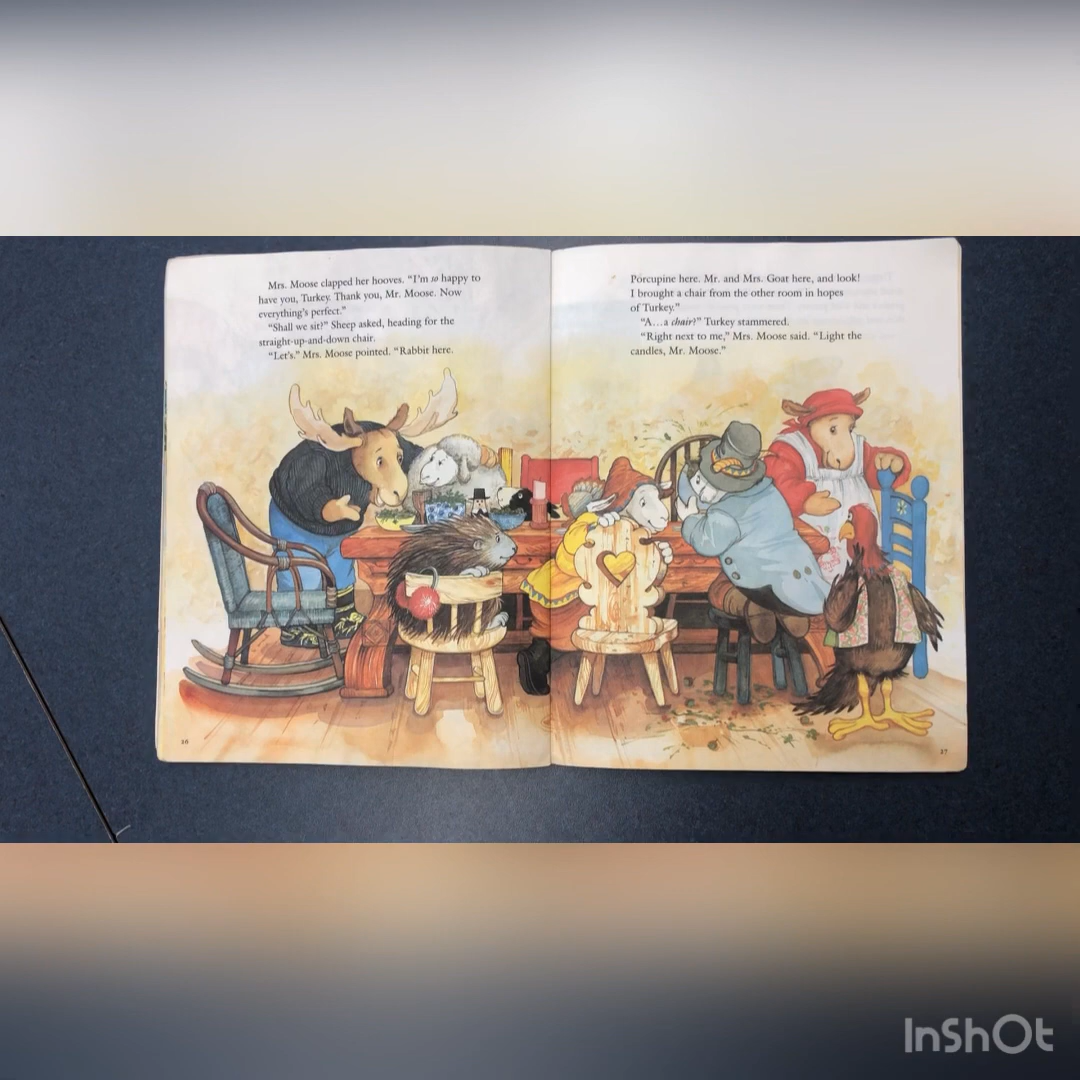 Mrs. Moose clapped her hooves. "I'm so happy to
have you, Turkey. Thank you, Mr. Moose. Now
everything's perfect."
"Shall we sit?" Sheep asked, heading for the
straight-up-and-down chair.
"Let's." Mrs. Moose pointed. "Rabbit here.
26
Porcupine here. Mr. and Mrs. Goat here, and look!
I brought a chair from the other room in hopes
of Turkey."
"A...a chair?" Turkey stammered.
"Right next to me," Mrs. Moose said. "Light the
candles, Mr. Moose."
27
InShOt